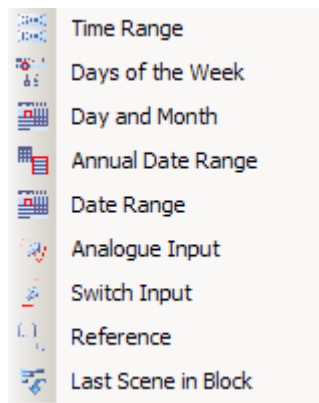 Time Range
Days of the Week
Day and Month
Annual Date Range
Date Range
Analogue Input
Switch Input
Reference
Last Scene in Block